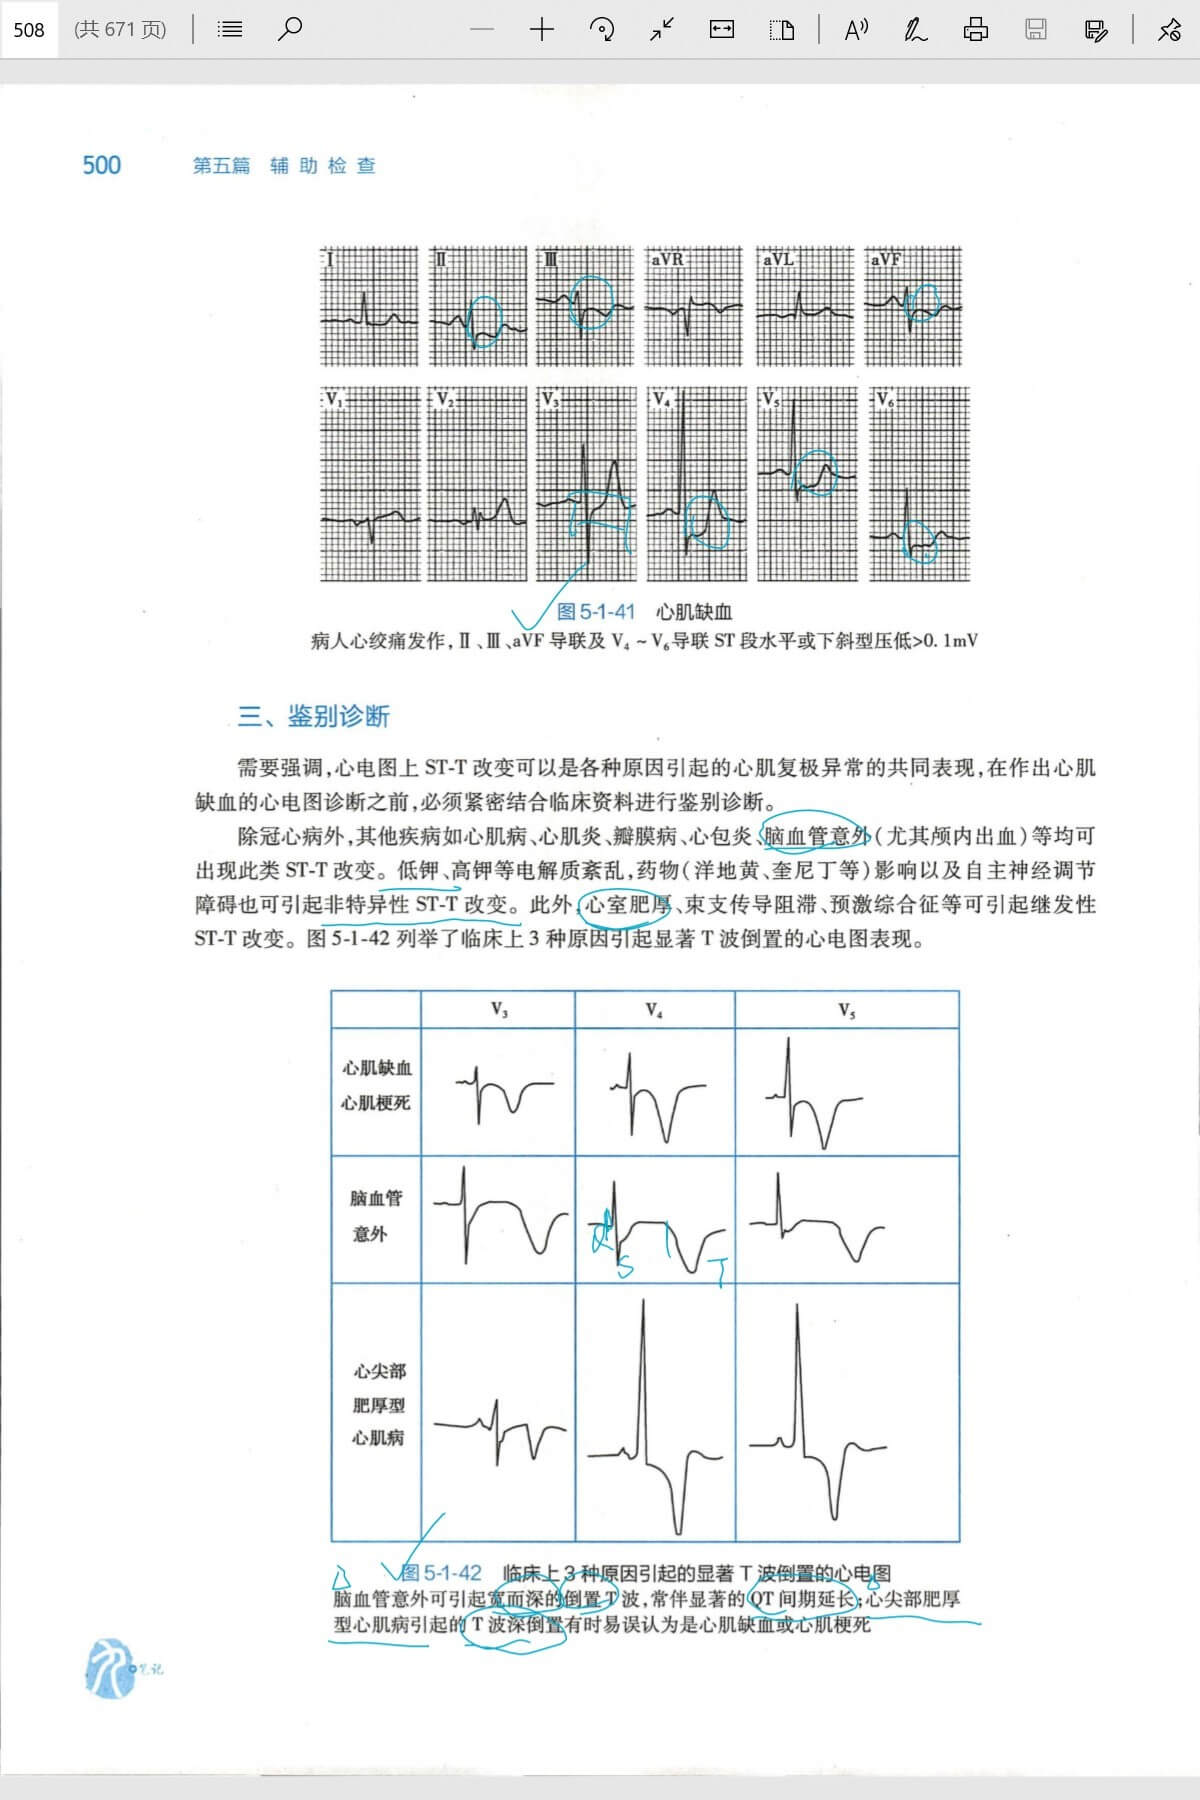 508 (共 671 页)
500 第五篇 辅助检查
Ⅰ Ⅱ Ⅲ aVR aVL aVF
V₁ V₂ V₃ V₄ V₅ V₆
图 5-1-41 心肌缺血
病人心绞痛发作,Ⅱ、Ⅲ、aVF 导联及 V₄ ~ V₆导联 ST 段水平或下斜型压低>0.1mV
三、鉴别诊断
需要强调,心电图上 ST-T 改变可以是各种原因引起的心肌复极异常的共同表现,在作出心肌
缺血的心电图诊断之前,必须紧密结合临床资料进行鉴别诊断。
除冠心病外,其他疾病如心肌病、心肌炎、瓣膜病、心包炎、脑血管意外(尤其颅内出血)等均可
出现此类 ST-T 改变。低钾、高钾等电解质紊乱,药物(洋地黄、奎尼丁等)影响以及自主神经调节
障碍也可引起非特异性 ST-T 改变。此外,心室肥厚、束支传导阻滞、预激综合征等可引起继发性
ST-T 改变。图 5-1-42 列举了临床上 3 种原因引起显著 T 波倒置的心电图表现。
V₃ V₄ V₅
心肌缺血
心肌梗死
脑血管
意外
R
Q
S T
心尖部
肥厚型
心肌病
图 5-1-42 临床上 3 种原因引起的显著 T 波倒置的心电图
脑血管意外可引起宽而深的倒置 T 波,常伴显著的 QT 间期延长;心尖部肥厚
型心肌病引起的 T 波深倒置有时易误认为是心肌缺血或心肌梗死
笔记